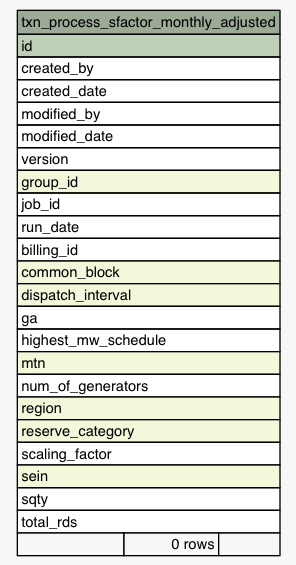 txn_process_sfactor_monthly_adjusted
id
created_by
created_date
modified_by
modified_date
version
group_id
job_id
run_date
billing_id
common_block
dispatch_interval
ga
highest_mw_schedule
mtn
num_of_generators
region
reserve_category
scaling_factor
sein
sqty
total_rds
0 rows